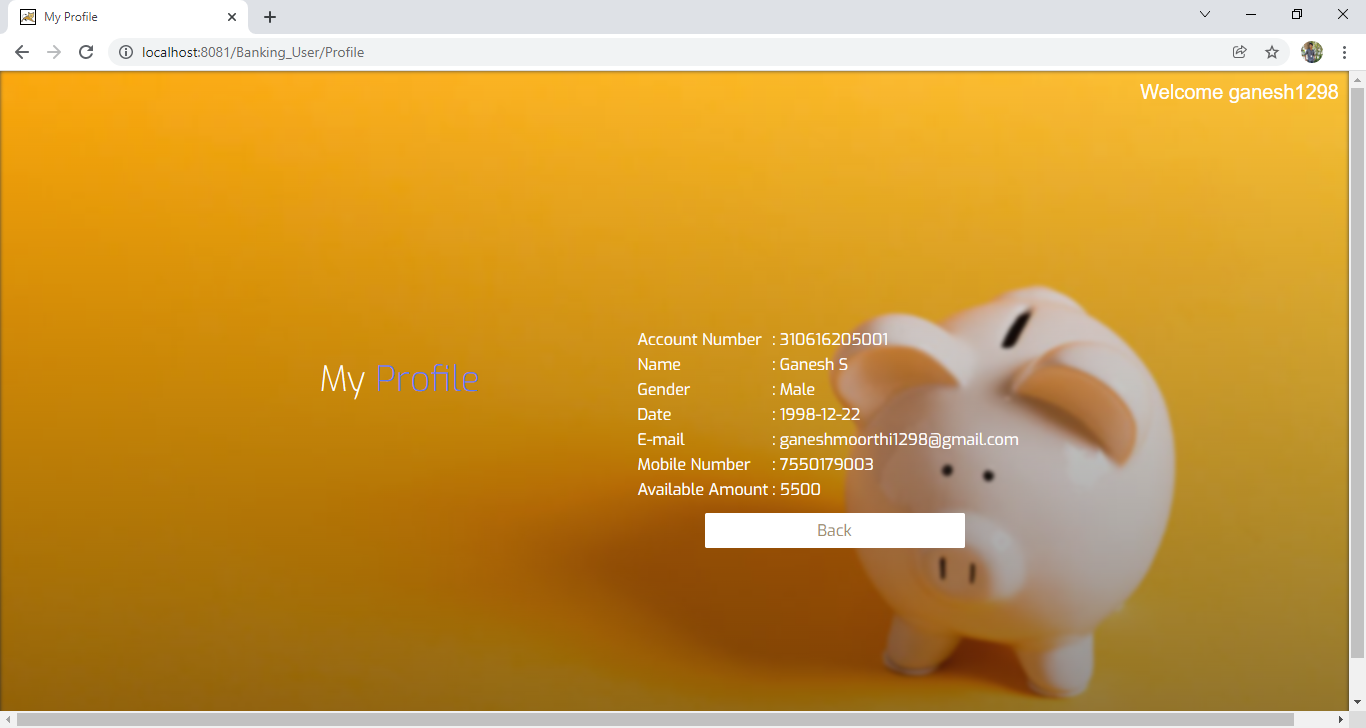 My Profile
localhost:8081/Banking_User/Profile
Welcome ganesh1298
My Profile
Account Number : 310616205001
Name : Ganesh S
Gender : Male
Date : 1998-12-22
E-mail : ganeshmoorthi1298@gmail.com
Mobile Number : 7550179003
Available Amount : 5500
Back